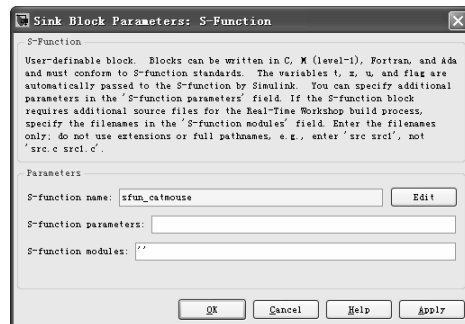 Sink Block Parameters: S-Function
S-Function
User-definable block. Blocks can be written in C, M (level-1), Fortran, and Ada
and must conform to S-function standards. The variables t, x, u, and flag are
automatically passed to the S-function by Simulink. You can specify additional
parameters in the 'S-function parameters' field. If the S-function block
requires additional source files for the Real-Time Workshop build process,
specify the filenames in the 'S-function modules' field. Enter the filenames
only; do not use extensions or full pathnames, e.g., enter 'src src1', not
'src.c src1.c'.
Parameters
S-function name: sfun_catmouse Edit
S-function parameters:
S-function modules: ''
OK Cancel Help Apply